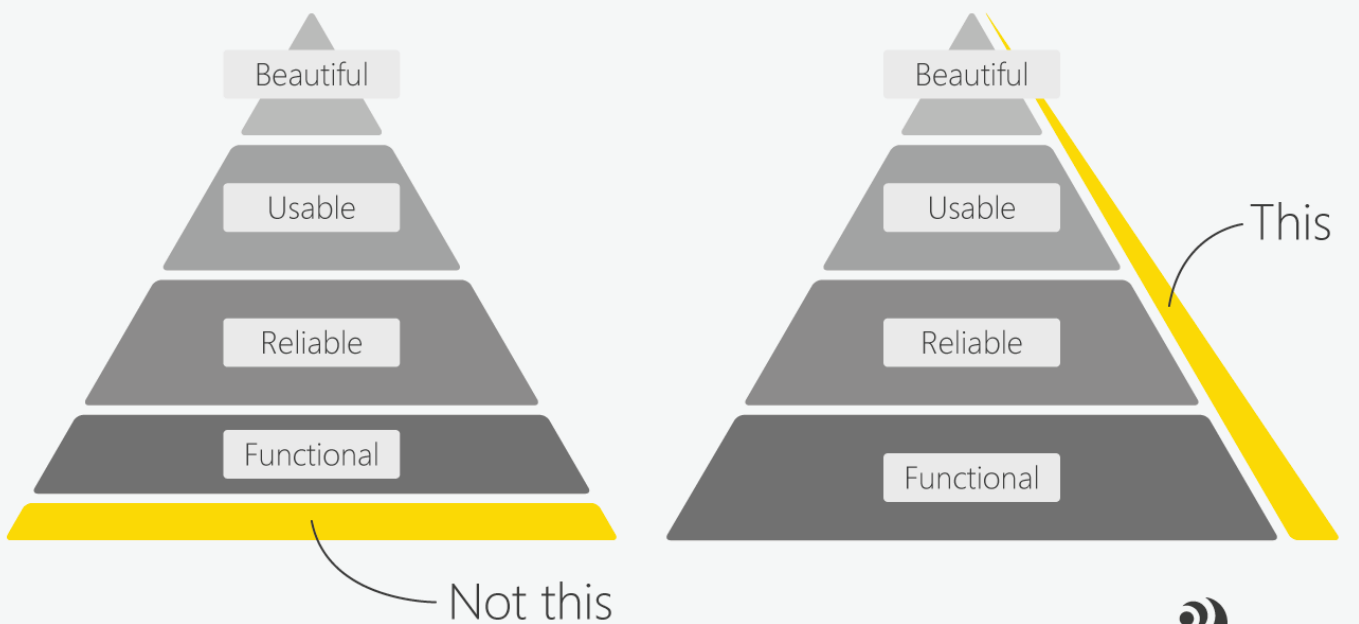 Beautiful
Usable
Reliable
Functional
Not this
Beautiful
Usable
Reliable
Functional
This